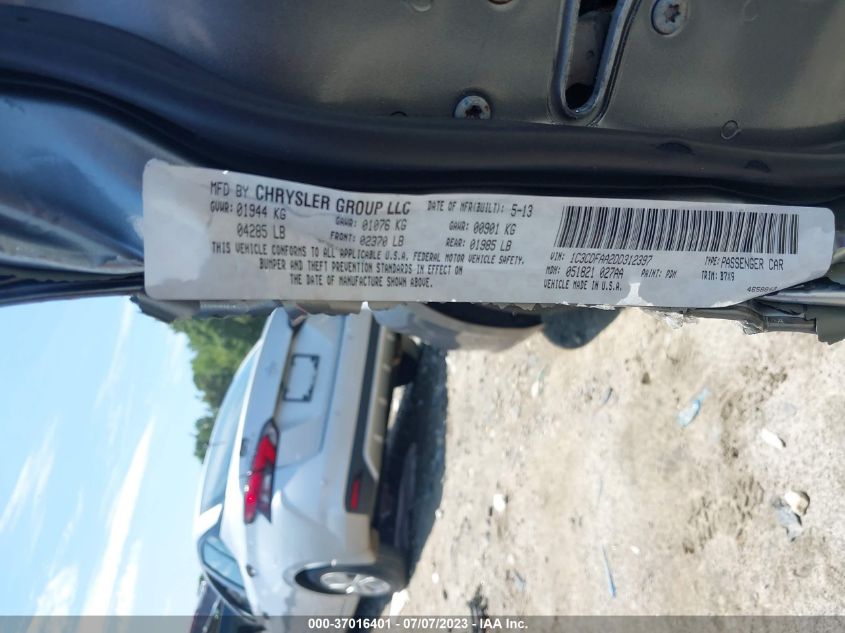 MFD BY CHRYSLER GROUP LLC
DATE OF MFR(BUILT): 5-13
GVWR: 01944 KG
GAWR: 01076 KG
GAWR: 00901 KG
04285 LB
FRONT: 02370 LB
REAR: 01985 LB
THIS VEHICLE CONFORMS TO ALL APPLICABLE U.S.A. FEDERAL MOTOR VEHICLE SAFETY,
BUMPER AND THEFT PREVENTION STANDARDS IN EFFECT ON
THE DATE OF MANUFACTURE SHOWN ABOVE.
VIN: 1C3CDFAA2DD312397
TYPE: PASSENGER CAR
MDH: 051821 027AA
PAINT: PDM
TRIM:
VEHICLE MADE IN U.S.A.
000-37016401 - 07/07/2023 - IAA Inc.